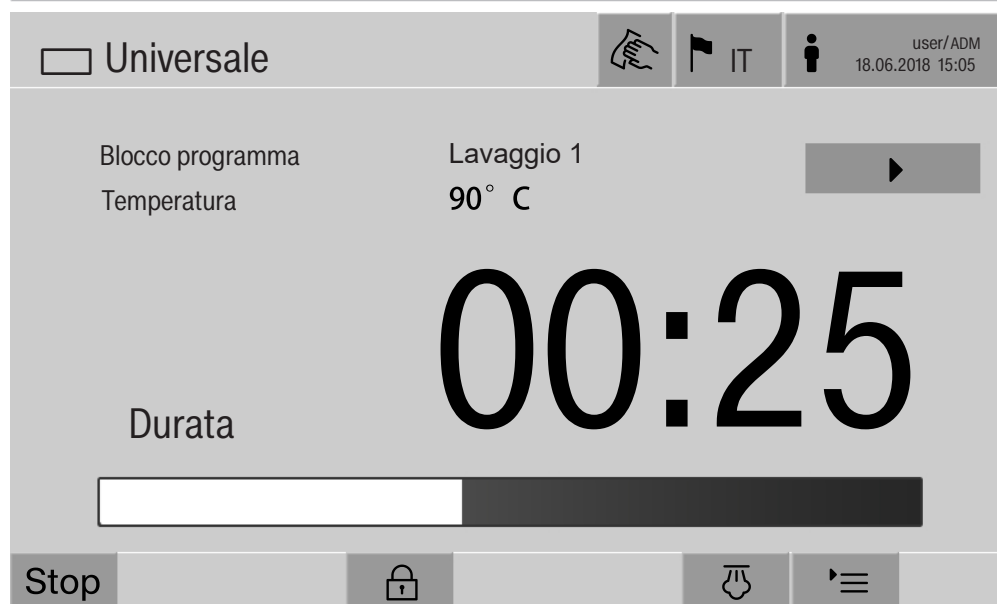 Universale
IT
user/ADM
18.06.2018 15:05
Blocco programma Lavaggio 1
Temperatura 90° C
00:25
Durata
Stop